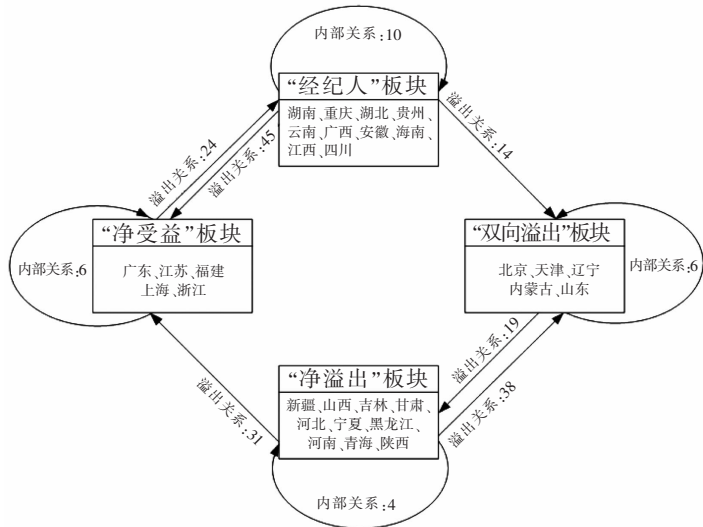 内部关系:10
“经纪人”板块
湖南、重庆、湖北、贵州、
云南、广西、安徽、海南、
江西、四川
溢出关系:24
溢出关系:45
溢出关系:14
“净受益”板块
广东、江苏、福建
上海、浙江
内部关系:6
“双向溢出”板块
北京、天津、辽宁
内蒙古、山东
内部关系:6
溢出关系:31
溢出关系:19
溢出关系:38
“净溢出”板块
新疆、山西、吉林、甘肃、
河北、宁夏、黑龙江、
河南、青海、陕西
内部关系:4